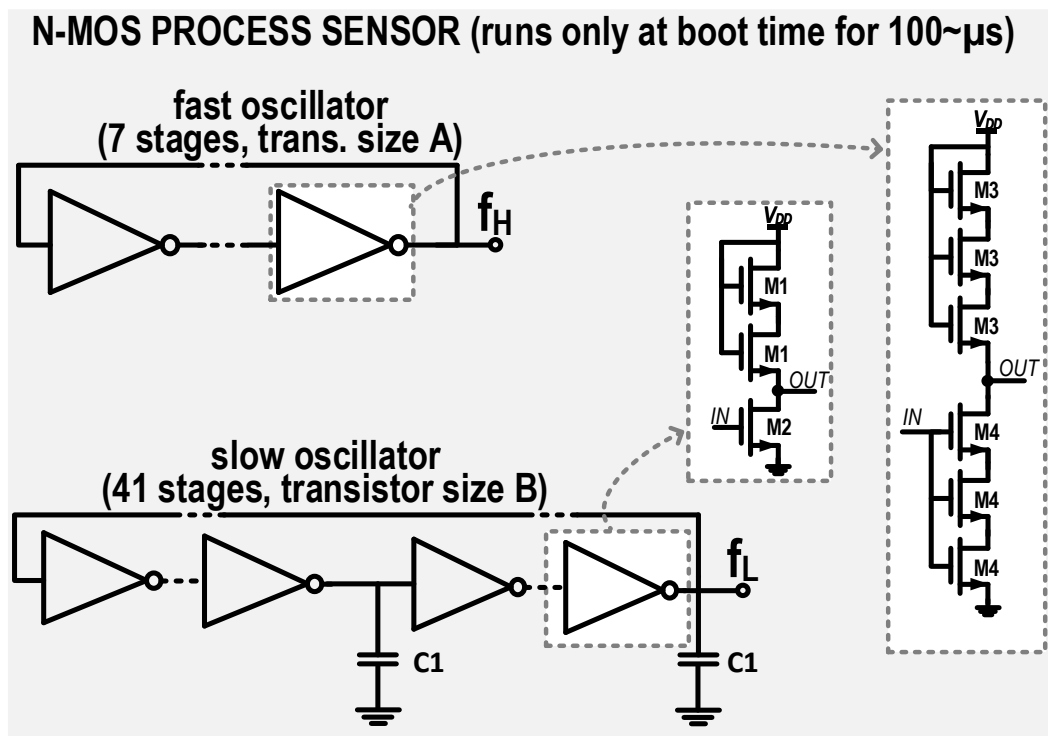 N-MOS PROCESS SENSOR (runs only at boot time for 100~μs)
fast oscillator
(7 stages, trans. size A)
fH
VDD
M1
M1
OUT
IN
M2
VDD
M3
M3
M3
OUT
IN
M4
M4
M4
slow oscillator
(41 stages, transistor size B)
fL
C1
C1